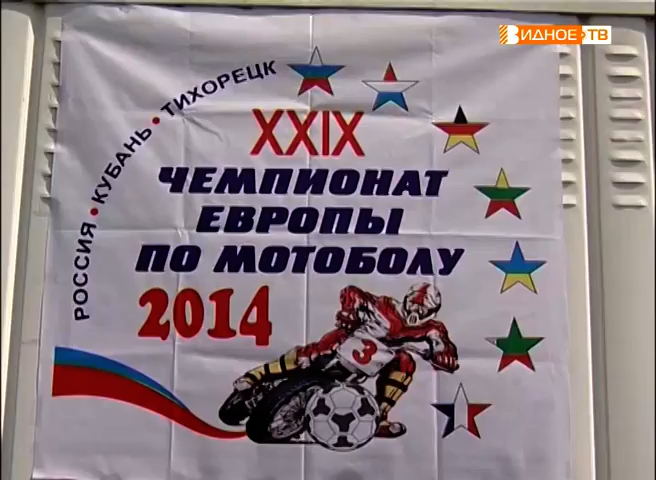 ВИДНОЕ ТВ
РОССИЯ • КУБАНЬ • ТИХОРЕЦК
XXIX
ЧЕМПИОНАТ
ЕВРОПЫ
ПО МОТОБОЛУ
2014
3